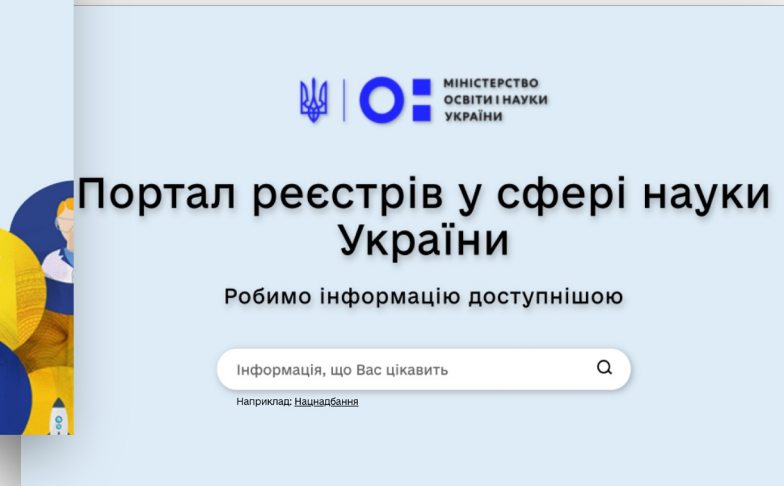 МІНІСТЕРСТВО
ОСВІТИ І НАУКИ
УКРАЇНИ
Портал реєстрів у сфері науки
України
Робимо інформацію доступнішою
Інформація, що Вас цікавить
Наприклад: Нацнадбання